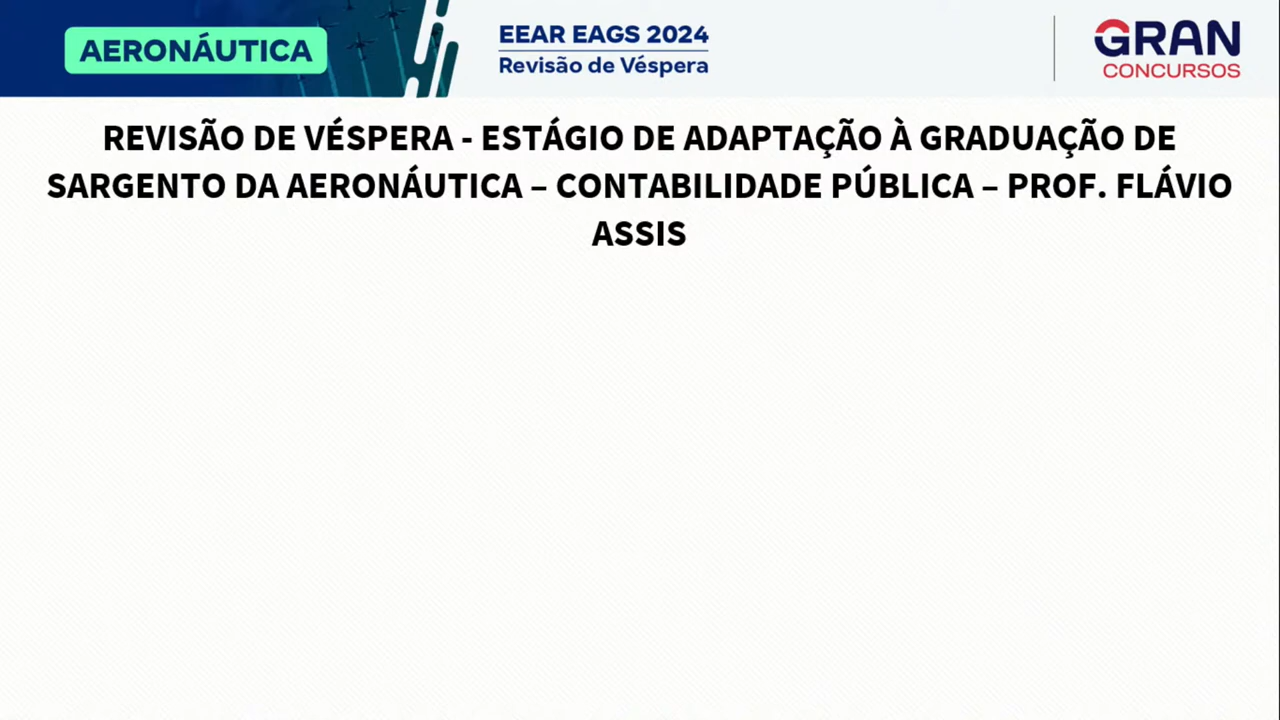 AERONÁUTICA
EEAR EAGS 2024
Revisão de Véspera
GRAN
CONCURSOS
REVISÃO DE VÉSPERA - ESTÁGIO DE ADAPTAÇÃO À GRADUAÇÃO DE
SARGENTO DA AERONÁUTICA – CONTABILIDADE PÚBLICA – PROF. FLÁVIO
ASSIS